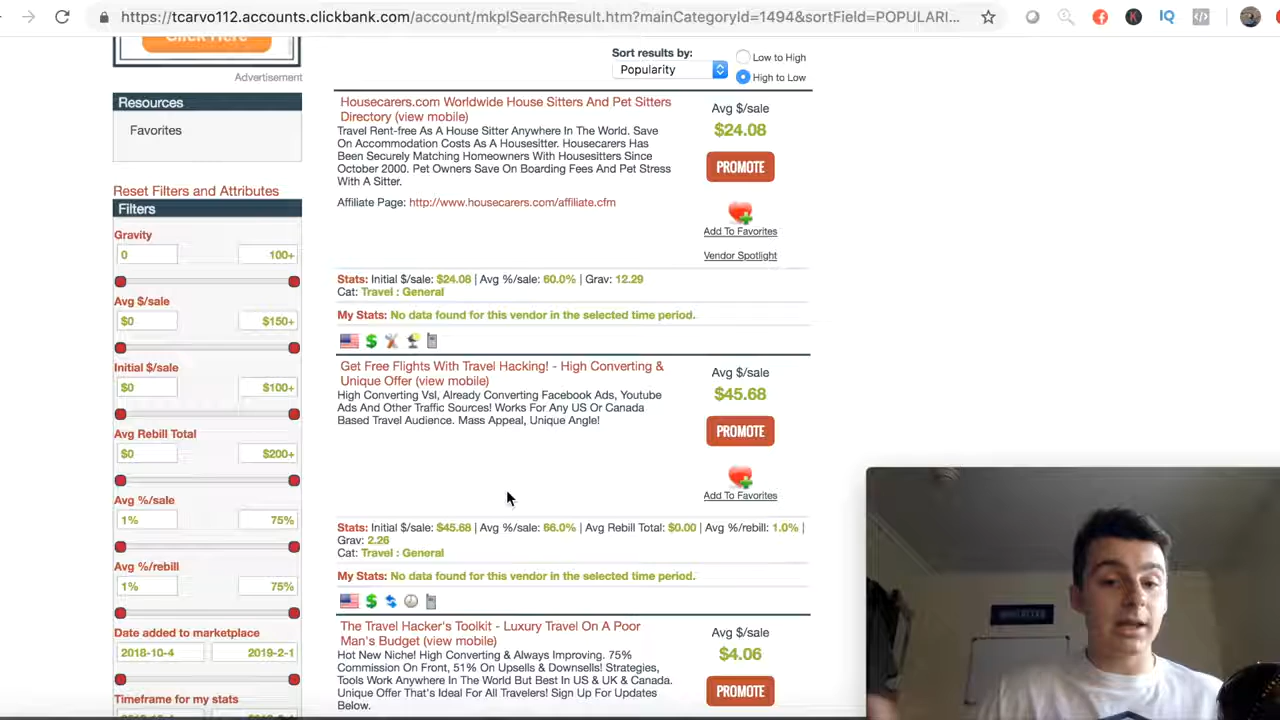 https://tcarvo112.accounts.clickbank.com/account/mkplSearchResult.htm?mainCategoryId=1494&sortField=POPULARI...
IQ
Click Here
Advertisement
Resources
Favorites
Reset Filters and Attributes
Filters
Gravity
0 100+
Avg $/sale
$0 $150+
Initial $/sale
$0 $100+
Avg Rebill Total
$0 $200+
Avg %/sale
1% 75%
Avg %/rebill
1% 75%
Date added to marketplace
2018-10-4 2019-2-1
Timeframe for my stats
Sort results by:
Popularity
Low to High
High to Low
Housecarers.com Worldwide House Sitters And Pet Sitters
Directory (view mobile)
Travel Rent-free As A House Sitter Anywhere In The World. Save
On Accommodation Costs As A Housesitter. Housecarers Has
Been Securely Matching Homeowners With Housesitters Since
October 2000. Pet Owners Save On Boarding Fees And Pet Stress
With A Sitter.
Affiliate Page: http://www.housecarers.com/affiliate.cfm
Avg $/sale
$24.08
PROMOTE
Add To Favorites
Vendor Spotlight
Stats: Initial $/sale: $24.08 | Avg %/sale: 60.0% | Grav: 12.29
Cat: Travel : General
My Stats: No data found for this vendor in the selected time period.
Get Free Flights With Travel Hacking! - High Converting &
Unique Offer (view mobile)
High Converting Vsl, Already Converting Facebook Ads, Youtube
Ads And Other Traffic Sources! Works For Any US Or Canada
Based Travel Audience. Mass Appeal, Unique Angle!
Avg $/sale
$45.68
PROMOTE
Add To Favorites
Stats: Initial $/sale: $45.68 | Avg %/sale: 66.0% | Avg Rebill Total: $0.00 | Avg %/rebill: 1.0% |
Grav: 2.26
Cat: Travel : General
My Stats: No data found for this vendor in the selected time period.
The Travel Hacker's Toolkit - Luxury Travel On A Poor
Man's Budget (view mobile)
Hot New Niche! High Converting & Always Improving. 75%
Commission On Front, 51% On Upsells & Downsells! Strategies,
Tools Work Anywhere In The World But Best In US & UK & Canada.
Unique Offer That's Ideal For All Travelers! Sign Up For Updates
Below.
Avg $/sale
$4.06
PROMOTE